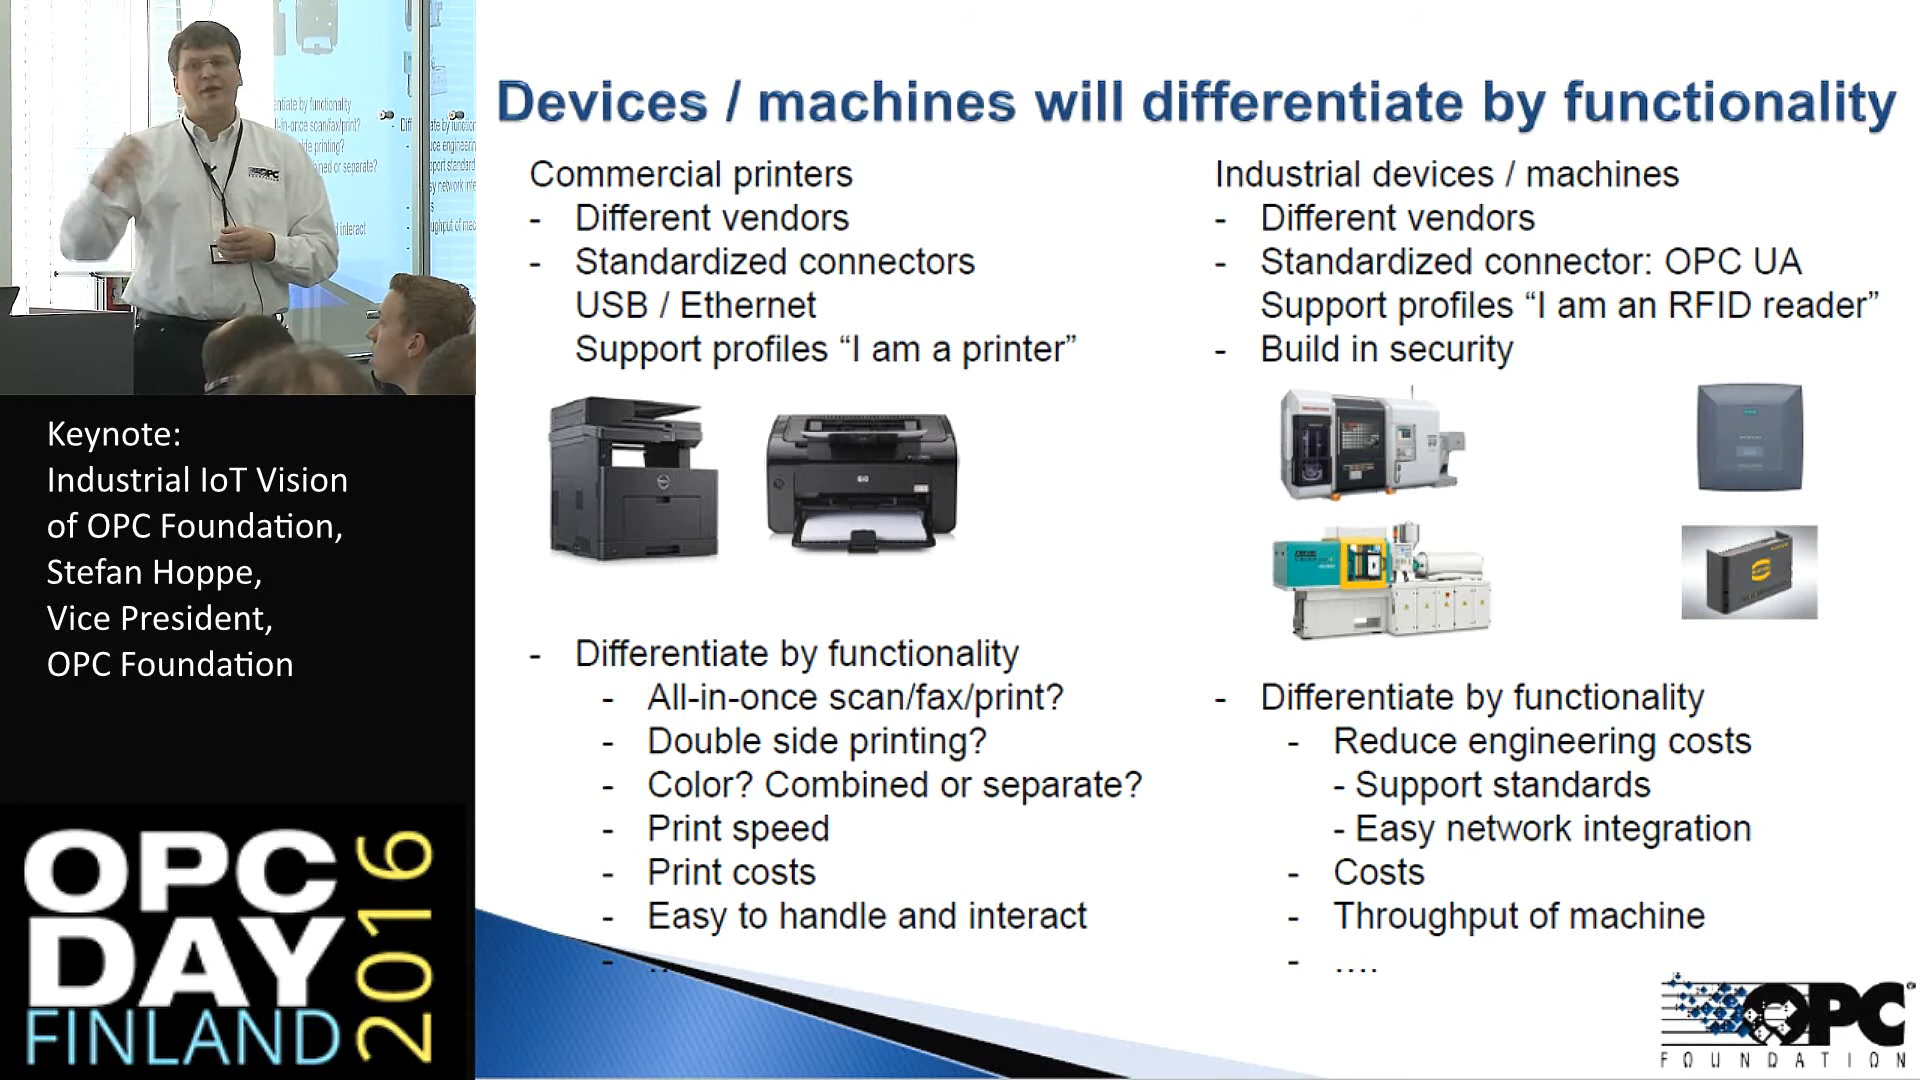 Devices / machines will differentiate by functionality
Commercial printers
- Different vendors
- Standardized connectors
USB / Ethernet
Support profiles “I am a printer”
- Differentiate by functionality
- All-in-once scan/fax/print?
- Double side printing?
- Color? Combined or separate?
- Print speed
- Print costs
- Easy to handle and interact
- ...
Industrial devices / machines
- Different vendors
- Standardized connector: OPC UA
Support profiles “I am an RFID reader”
- Build in security
- Differentiate by functionality
- Reduce engineering costs
- Support standards
- Easy network integration
- Costs
- Throughput of machine
- ....
OPC
FOUNDATION
Keynote:
Industrial IoT Vision
of OPC Foundation,
Stefan Hoppe,
Vice President,
OPC Foundation
OPC
DAY
FINLAND
2016
OPC
hp